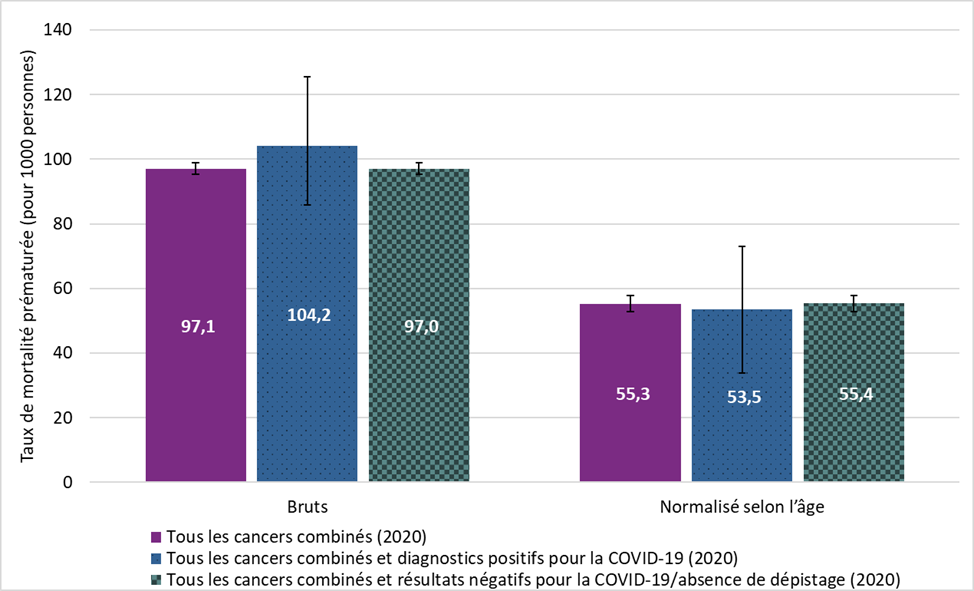 Taux de mortalité prématurée (pour 1000 personnes)
140
120
100
80
60
40
20
0
97,1
104,2
97,0
55,3
53,5
55,4
Bruts
Normalisé selon l’âge
Tous les cancers combinés (2020)
Tous les cancers combinés et diagnostics positifs pour la COVID-19 (2020)
Tous les cancers combinés et résultats négatifs pour la COVID-19/absence de dépistage (2020)